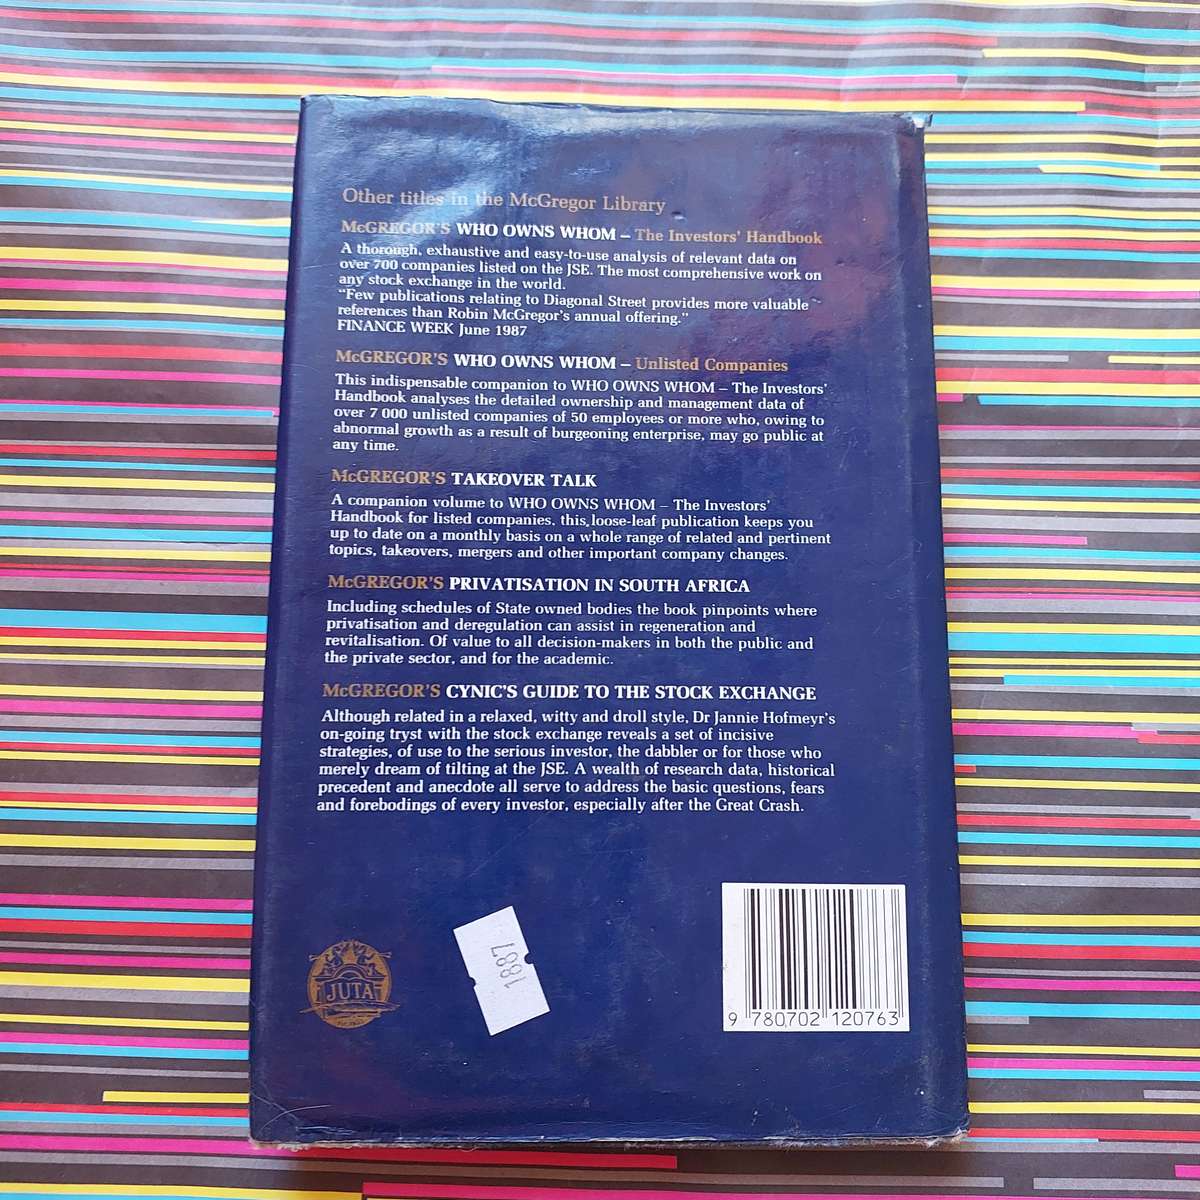 Other titles in the McGregor Library
McGREGOR'S WHO OWNS WHOM – The Investors' Handbook
A thorough, exhaustive and easy-to-use analysis of relevant data on
over 700 companies listed on the JSE. The most comprehensive work on
any stock exchange in the world.
"Few publications relating to Diagonal Street provides more valuable
references than Robin McGregor's annual offering."
FINANCE WEEK June 1987
McGREGOR'S WHO OWNS WHOM – Unlisted Companies
This indispensable companion to WHO OWNS WHOM – The Investors'
Handbook analyses the detailed ownership and management data of
over 7 000 unlisted companies of 50 employees or more who, owing to
abnormal growth as a result of burgeoning enterprise, may go public at
any time.
McGREGOR'S TAKEOVER TALK
A companion volume to WHO OWNS WHOM – The Investors'
Handbook for listed companies, this loose-leaf publication keeps you
up to date on a monthly basis on a whole range of related and pertinent
topics, takeovers, mergers and other important company changes.
McGREGOR'S PRIVATISATION IN SOUTH AFRICA
Including schedules of State owned bodies the book pinpoints where
privatisation and deregulation can assist in regeneration and
revitalisation. Of value to all decision-makers in both the public and
the private sector, and for the academic.
McGREGOR'S CYNIC'S GUIDE TO THE STOCK EXCHANGE
Although related in a relaxed, witty and droll style, Dr Jannie Hofmeyr's
on-going tryst with the stock exchange reveals a set of incisive
strategies, of use to the serious investor, the dabbler or for those who
merely dream of tilting at the JSE. A wealth of research data, historical
precedent and anecdote all serve to address the basic questions, fears
and forebodings of every investor, especially after the Great Crash.
JUTA
1887
9 780702 120763